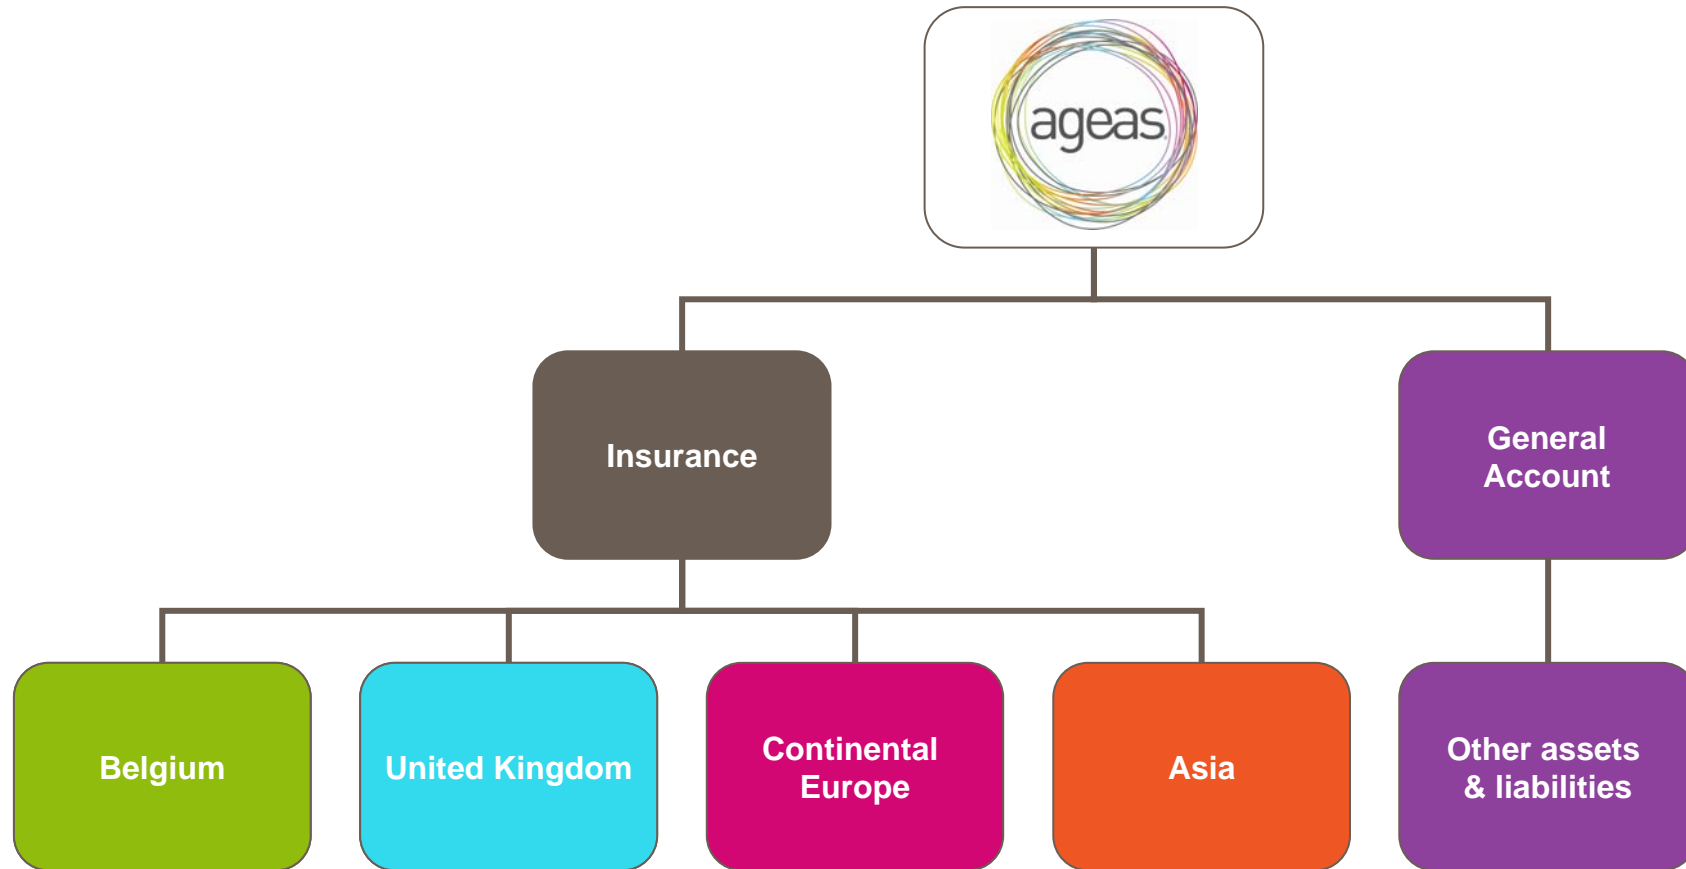 ageas
Insurance
General
Account
Belgium
United Kingdom
Continental
Europe
Asia
Other assets
& liabilities